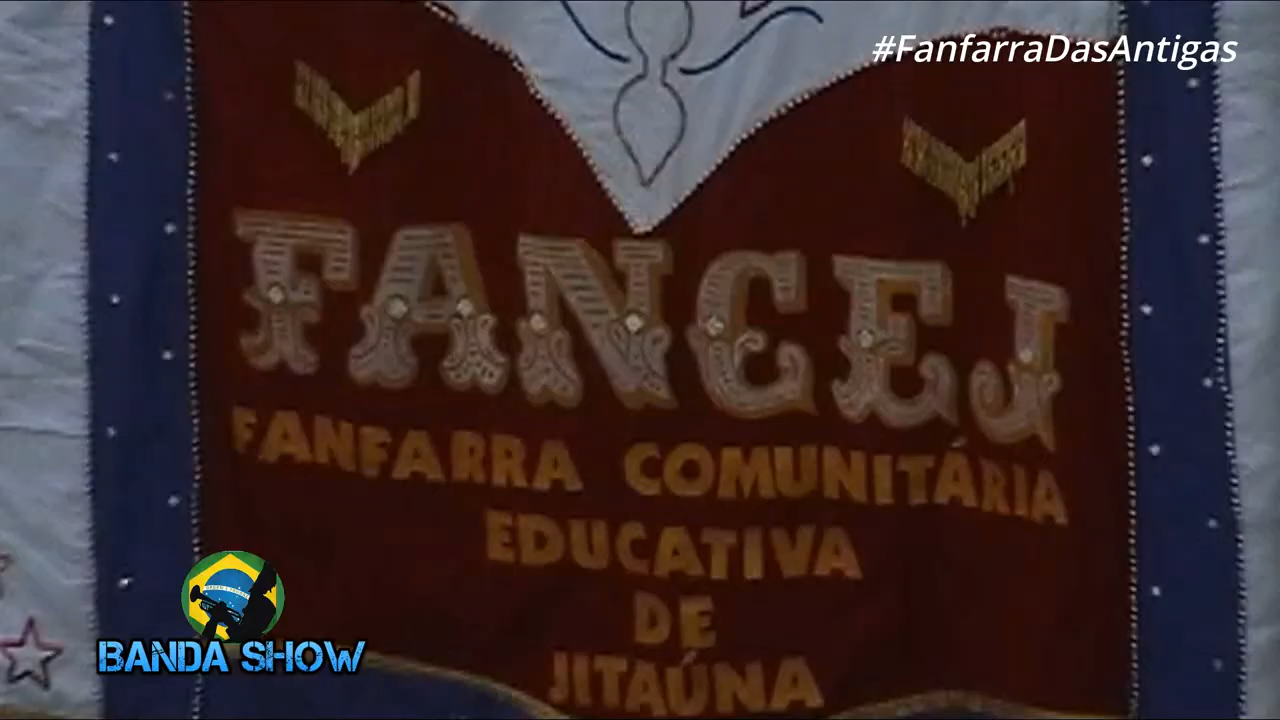 #FanfarraDasAntigas
FANCEJ
FANFARRA COMUNITÁRIA
EDUCATIVA
DE
JITAÚNA
BANDA SHOW